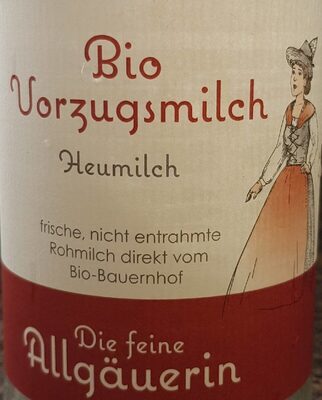 Bio
Vorzugsmilch
Heumilch
frische, nicht entrahmte
Rohmilch direkt vom
Bio-Bauernhof
Die feine
Allgäuerin